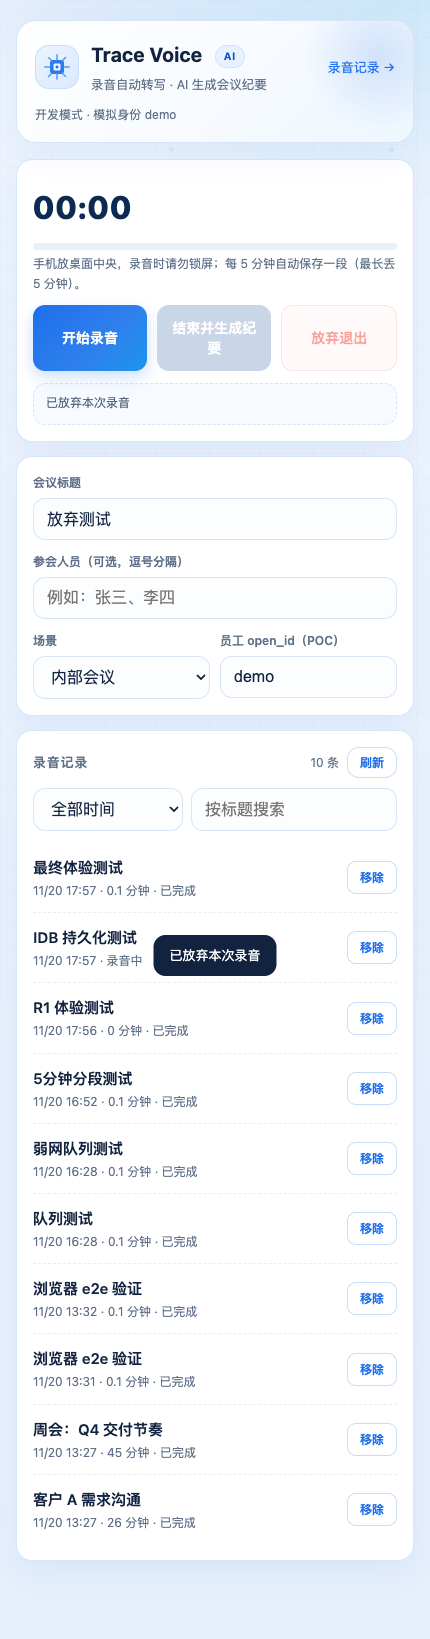 Trace Voice AI
录音记录 →
录音自动转写 · AI 生成会议纪要
开发模式 · 模拟身份 demo
00:00
手机放桌面中央，录音时请勿锁屏；每 5 分钟自动保存一段（最长丢
5 分钟）。
开始录音
结束并生成纪
要
放弃退出
已放弃本次录音
会议标题
放弃测试
参会人员（可选，逗号分隔）
例如：张三、李四
场景
员工 open_id（POC）
内部会议
demo
录音记录
10 条
刷新
全部时间
按标题搜索
最终体验测试
11/20 17:57 · 0.1 分钟 · 已完成
移除
IDB 持久化测试
11/20 17:57 · 录音中
移除
已放弃本次录音
R1 体验测试
11/20 17:56 · 0 分钟 · 已完成
移除
5分钟分段测试
11/20 16:52 · 0.1 分钟 · 已完成
移除
弱网队列测试
11/20 16:28 · 0.1 分钟 · 已完成
移除
队列测试
11/20 16:28 · 0.1 分钟 · 已完成
移除
浏览器 e2e 验证
11/20 13:32 · 0.1 分钟 · 已完成
移除
浏览器 e2e 验证
11/20 13:31 · 0.1 分钟 · 已完成
移除
周会：Q4 交付节奏
11/20 13:27 · 45 分钟 · 已完成
移除
客户 A 需求沟通
11/20 13:27 · 26 分钟 · 已完成
移除